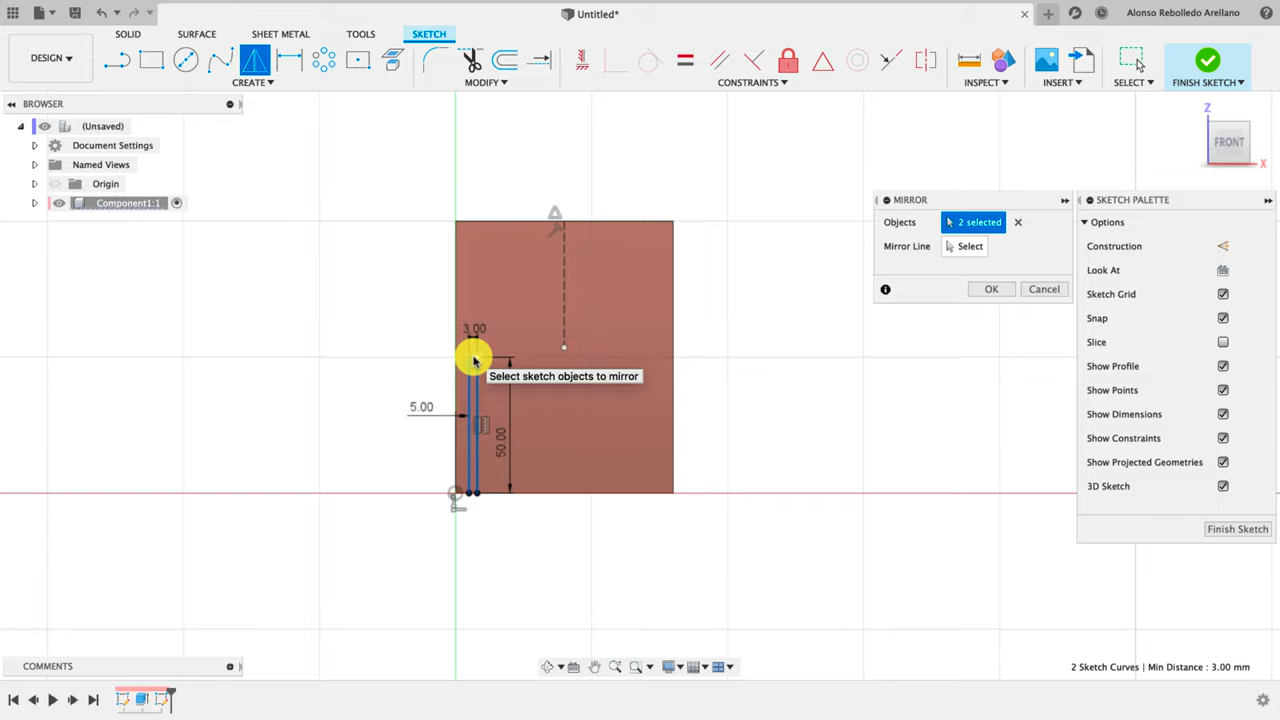 Untitled*
Alonso Rebolledo Arellano
DESIGN
SOLID
SURFACE
SHEET METAL
TOOLS
SKETCH
CREATE
MODIFY
CONSTRAINTS
INSPECT
INSERT
SELECT
FINISH SKETCH
BROWSER
(Unsaved)
Document Settings
Named Views
Origin
Component1:1
Z
FRONT
X
MIRROR
Objects
2 selected
Mirror Line
Select
OK
Cancel
SKETCH PALETTE
Options
Construction
Look At
Sketch Grid
Snap
Slice
Show Profile
Show Points
Show Dimensions
Show Constraints
Show Projected Geometries
3D Sketch
Finish Sketch
3.00
Select sketch objects to mirror
5.00
50.00
COMMENTS
2 Sketch Curves | Min Distance : 3.00 mm